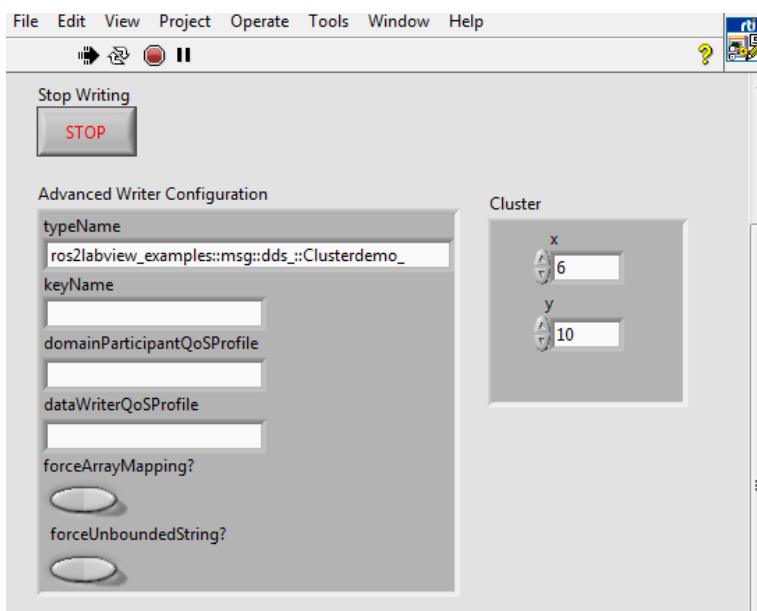 File Edit View Project Operate Tools Window Help
?
rti
Stop Writing
STOP
Advanced Writer Configuration
typeName
ros2labview_examples::msg::dds_::Clusterdemo_
keyName
domainParticipantQoSProfile
dataWriterQoSProfile
forceArrayMapping?
forceUnboundedString?
Cluster
x
6
y
10